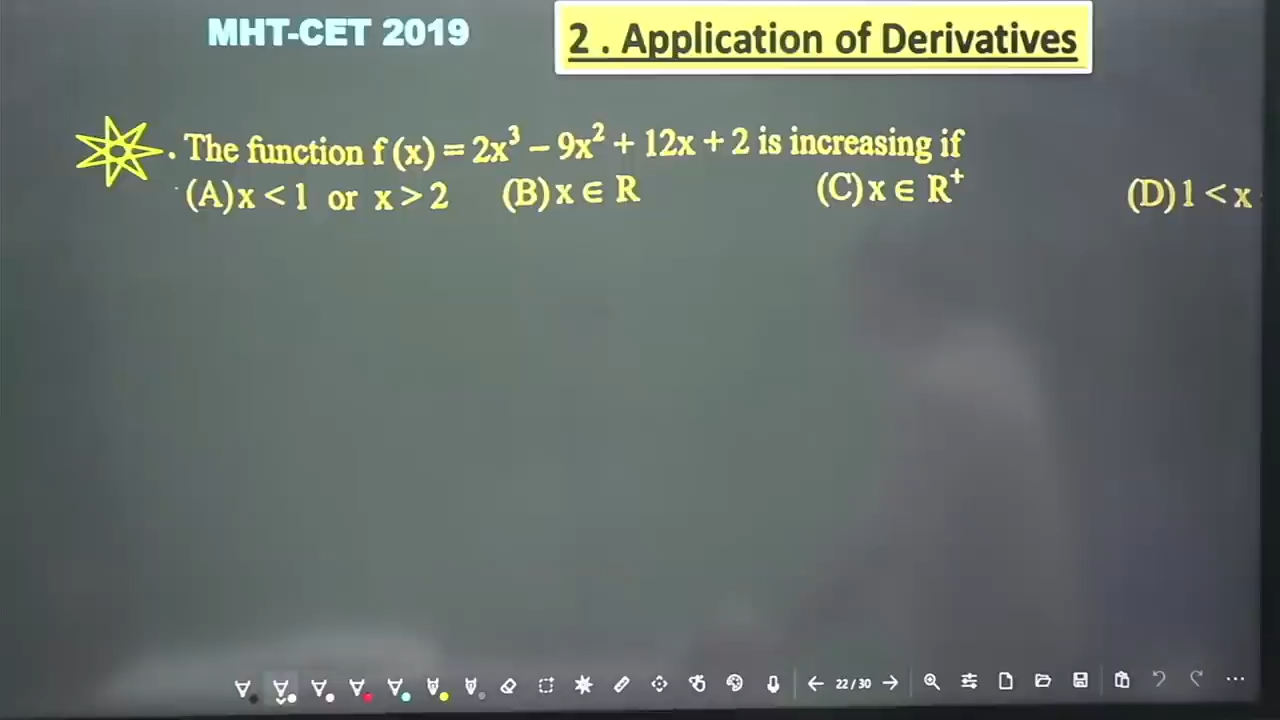 MHT-CET 2019
2 . Application of Derivatives
. The function f (x) = 2x³ – 9x² + 12x + 2 is increasing if
(A) x < 1 or x > 2 (B) x ∈ R (C) x ∈ R⁺ (D) 1 < x
22 / 30